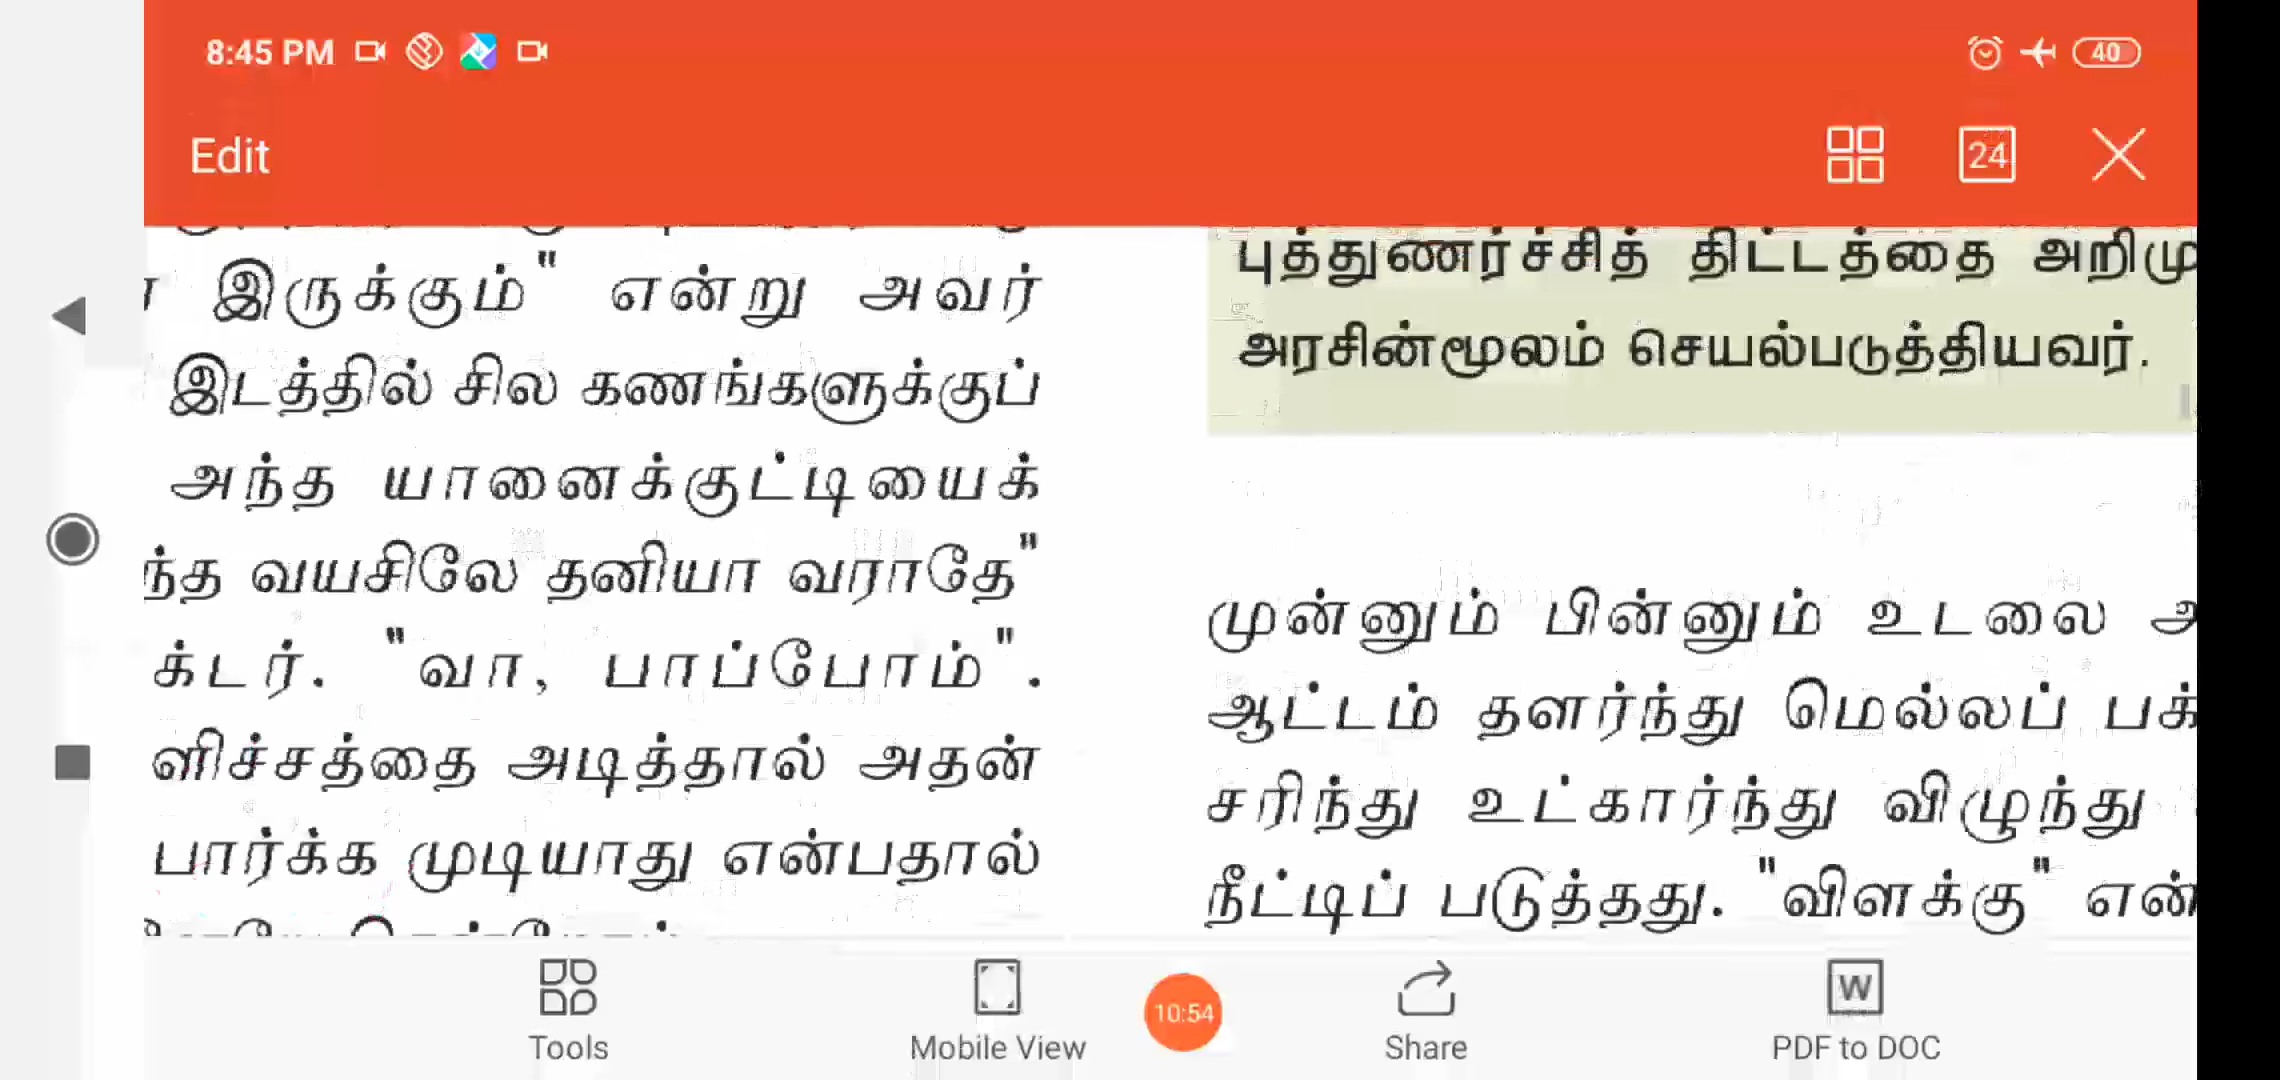 8:45 PM
40
Edit
24
இருக்கும்" என்று அவர்
இடத்தில் சில கணங்களுக்குப்
அந்த யானைக்குட்டியைக்
ந்த வயசிலே தனியா வராதே"
க்டர். "வா, பாப்போம்".
ளிச்சத்தை அடித்தால் அதன்
பார்க்க முடியாது என்பதால்
புத்துணர்ச்சித் திட்டத்தை அறிமு
அரசின்மூலம் செயல்படுத்தியவர்.
முன்னும் பின்னும் உடலை அ
ஆட்டம் தளர்ந்து மெல்லப் பக்
சரிந்து உட்கார்ந்து விழுந்து
நீட்டிப் படுத்தது. "விளக்கு" என்
Tools
Mobile View
10:54
Share
W
PDF to DOC